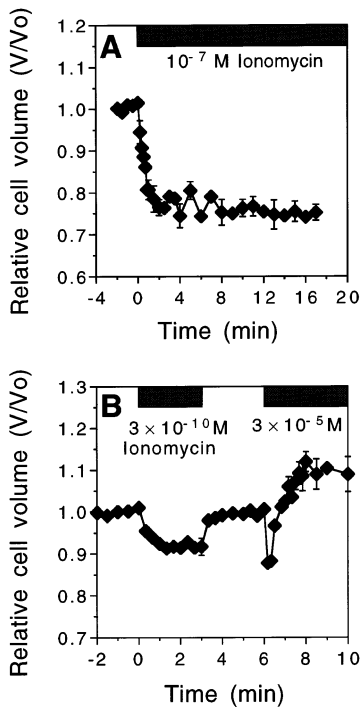 A
10⁻⁷ M Ionomycin
Relative cell volume (V/Vo)
1.2
1.1
1.0
0.9
0.8
0.7
0.6
-4 0 4 8 12 16 20
Time (min)
B
3×10⁻¹⁰M 3×10⁻⁵M
Ionomycin
Relative cell volume (V/Vo)
1.3
1.2
1.1
1.0
0.9
0.8
0.7
-2 0 2 4 6 8 10
Time (min)